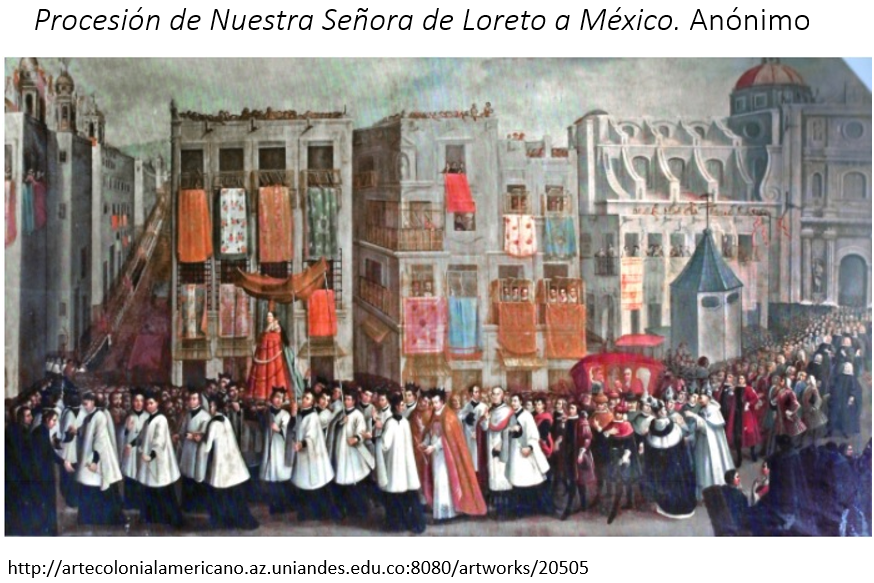 Procesión de Nuestra Señora de Loreto a México. Anónimo
http://artecolonialamericano.az.uniandes.edu.co:8080/artworks/20505